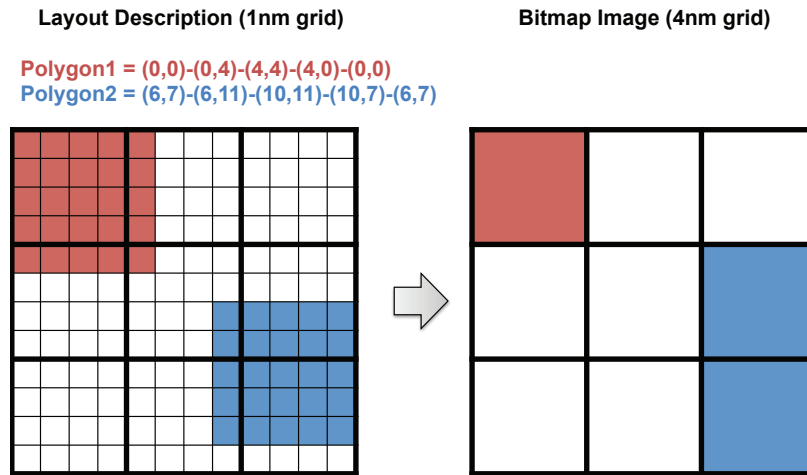 Layout Description (1nm grid)
Bitmap Image (4nm grid)
Polygon1 = (0,0)-(0,4)-(4,4)-(4,0)-(0,0)
Polygon2 = (6,7)-(6,11)-(10,11)-(10,7)-(6,7)